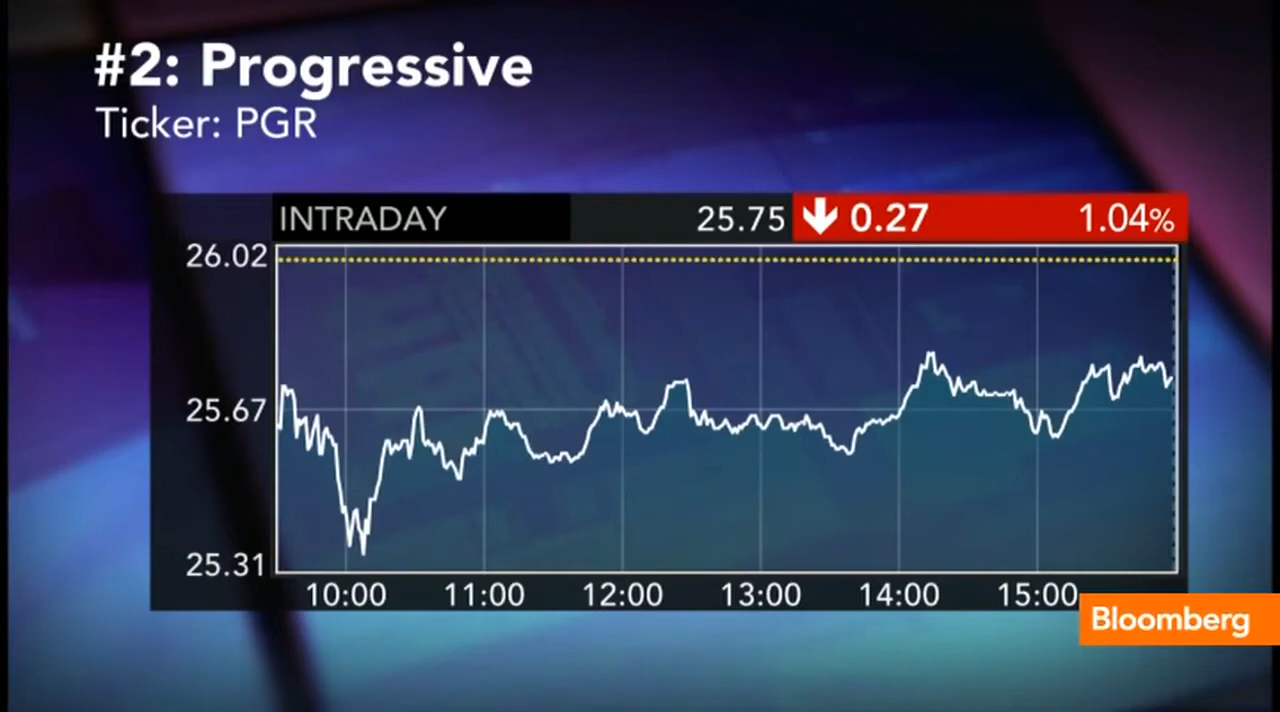 #2: Progressive
Ticker: PGR
INTRADAY 25.75 0.27 1.04%
26.02
25.67
25.31
10:00 11:00 12:00 13:00 14:00 15:00
Bloomberg